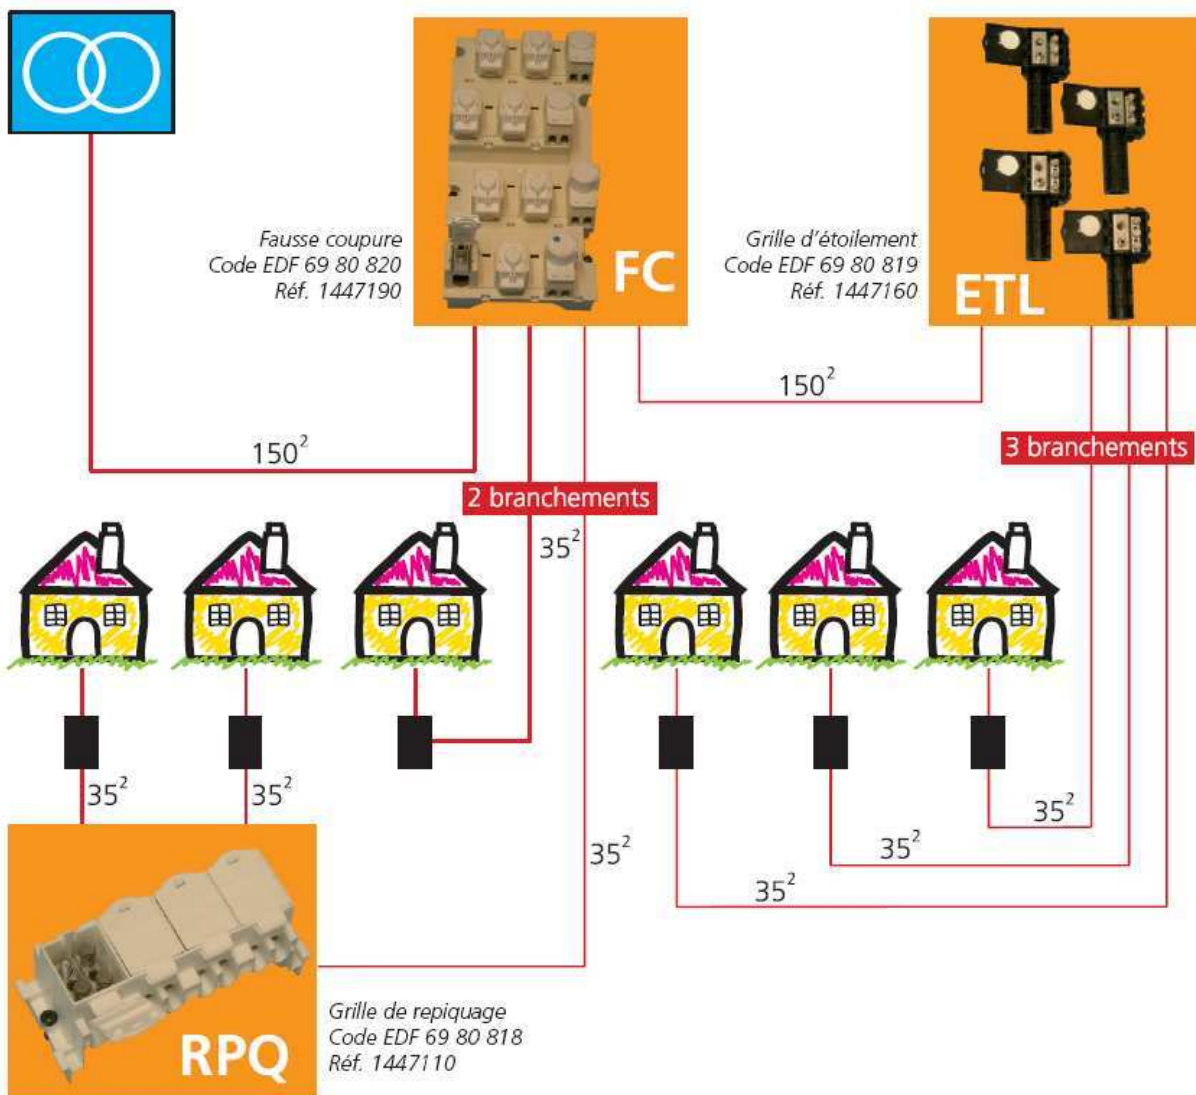 Fausse coupure
Code EDF 69 80 820
Réf. 1447190
FC
Grille d'étoilement
Code EDF 69 80 819
Réf. 1447160
ETL
150²
150²
3 branchements
2 branchements
35²
35²
35²
35²
35²
35²
35²
RPQ
Grille de repiquage
Code EDF 69 80 818
Réf. 1447110